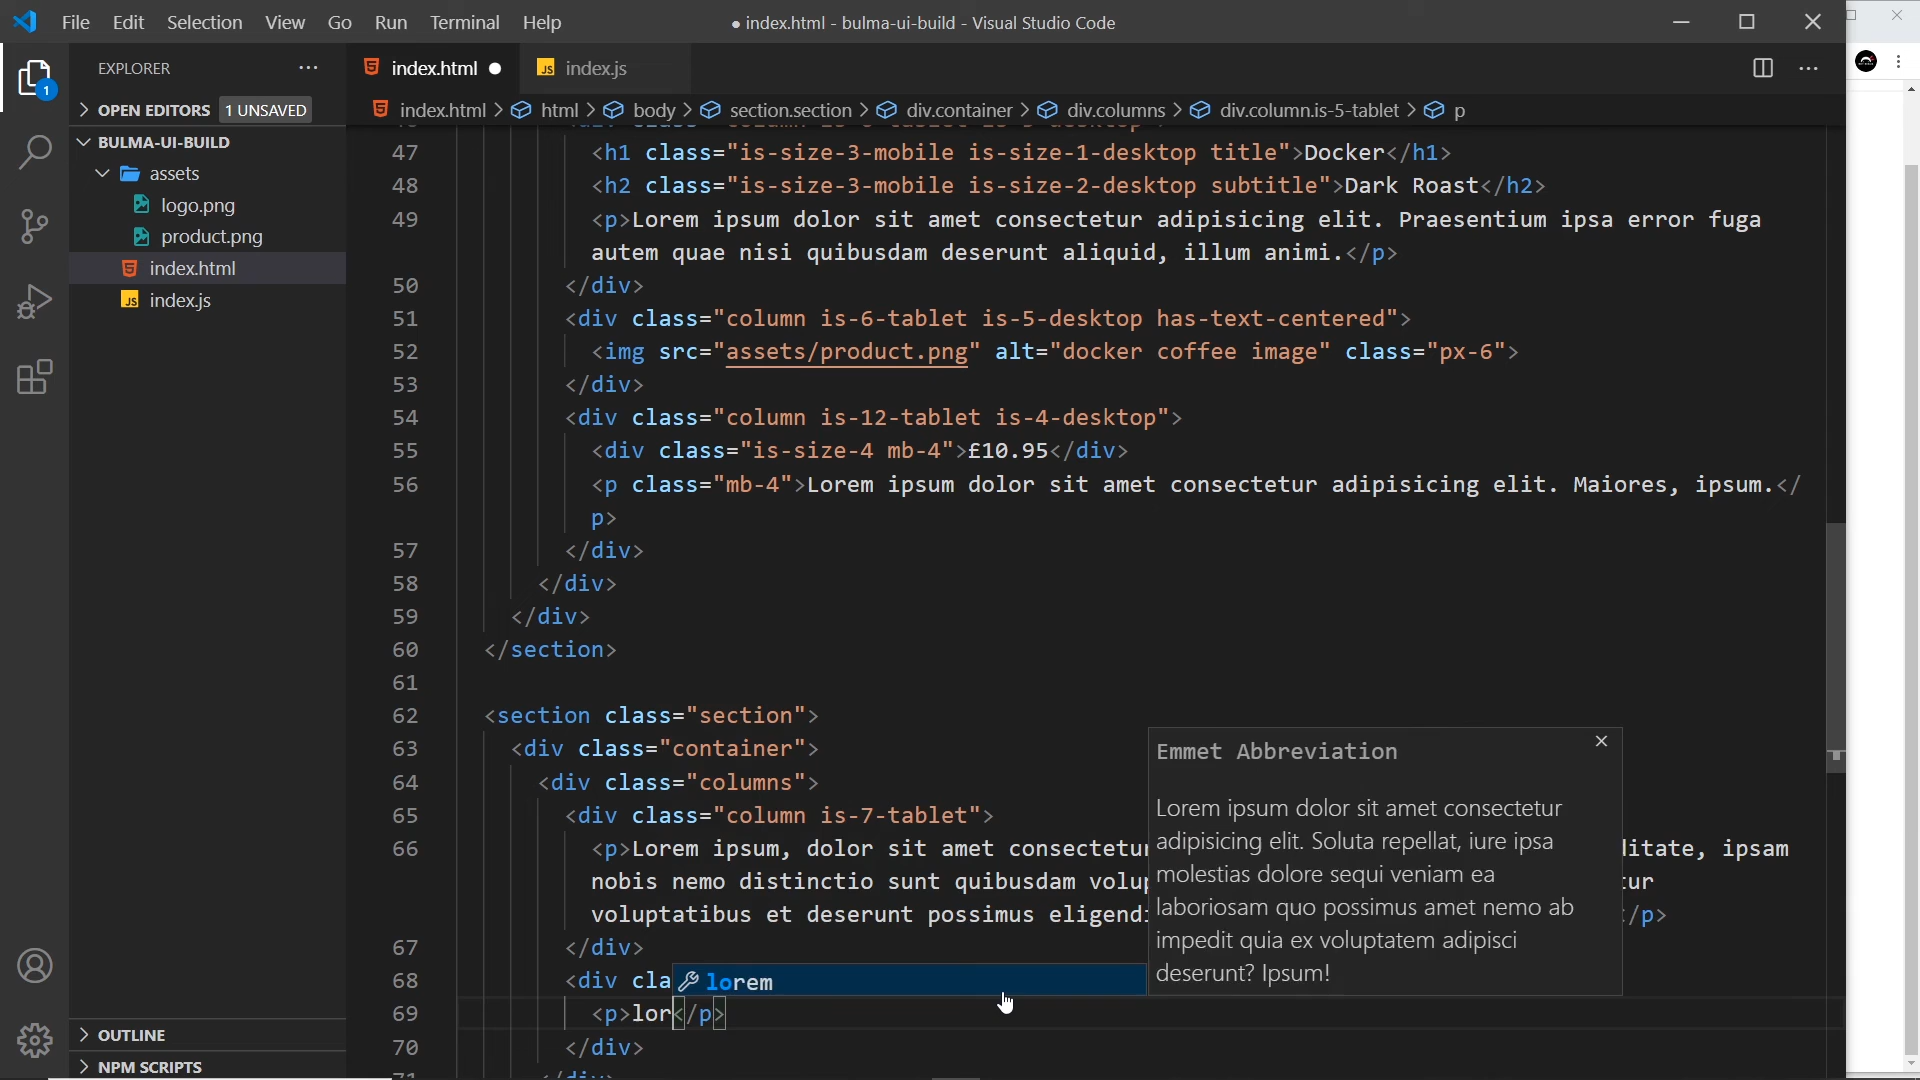 File Edit Selection View Go Run Terminal Help
● index.html - bulma-ui-build - Visual Studio Code
EXPLORER
1
OPEN EDITORS 1 UNSAVED
BULMA-UI-BUILD
assets
logo.png
product.png
index.html
JS index.js
OUTLINE
NPM SCRIPTS
index.html ●
JS index.js
index.html > html > body > section.section > div.container > div.columns > div.column.is-5-tablet > p
47 <h1 class="is-size-3-mobile is-size-1-desktop title">Docker</h1>
48 <h2 class="is-size-3-mobile is-size-2-desktop subtitle">Dark Roast</h2>
49 <p>Lorem ipsum dolor sit amet consectetur adipisicing elit. Praesentium ipsa error fuga
autem quae nisi quibusdam deserunt aliquid, illum animi.</p>
50 </div>
51 <div class="column is-6-tablet is-5-desktop has-text-centered">
52 <img src="assets/product.png" alt="docker coffee image" class="px-6">
53 </div>
54 <div class="column is-12-tablet is-4-desktop">
55 <div class="is-size-4 mb-4">£10.95</div>
56 <p class="mb-4">Lorem ipsum dolor sit amet consectetur adipisicing elit. Maiores, ipsum.</
p>
57 </div>
58 </div>
59 </div>
60 </section>
61
62 <section class="section">
63 <div class="container">
64 <div class="columns">
65 <div class="column is-7-tablet">
66 <p>Lorem ipsum, dolor sit amet consectetur
nobis nemo distinctio sunt quibusdam
voluptatibus et deserunt possimus </p>
67 </div>
68 <div cla
69 <p>lor</p>
70 </div>
lorem
Emmet Abbreviation
Lorem ipsum dolor sit amet consectetur
adipisicing elit. Soluta repellat, iure ipsa
molestias dolore sequi veniam ea
laboriosam quo possimus amet nemo ab
impedit quia ex voluptatem adipisci
deserunt? Ipsum!
ipsam